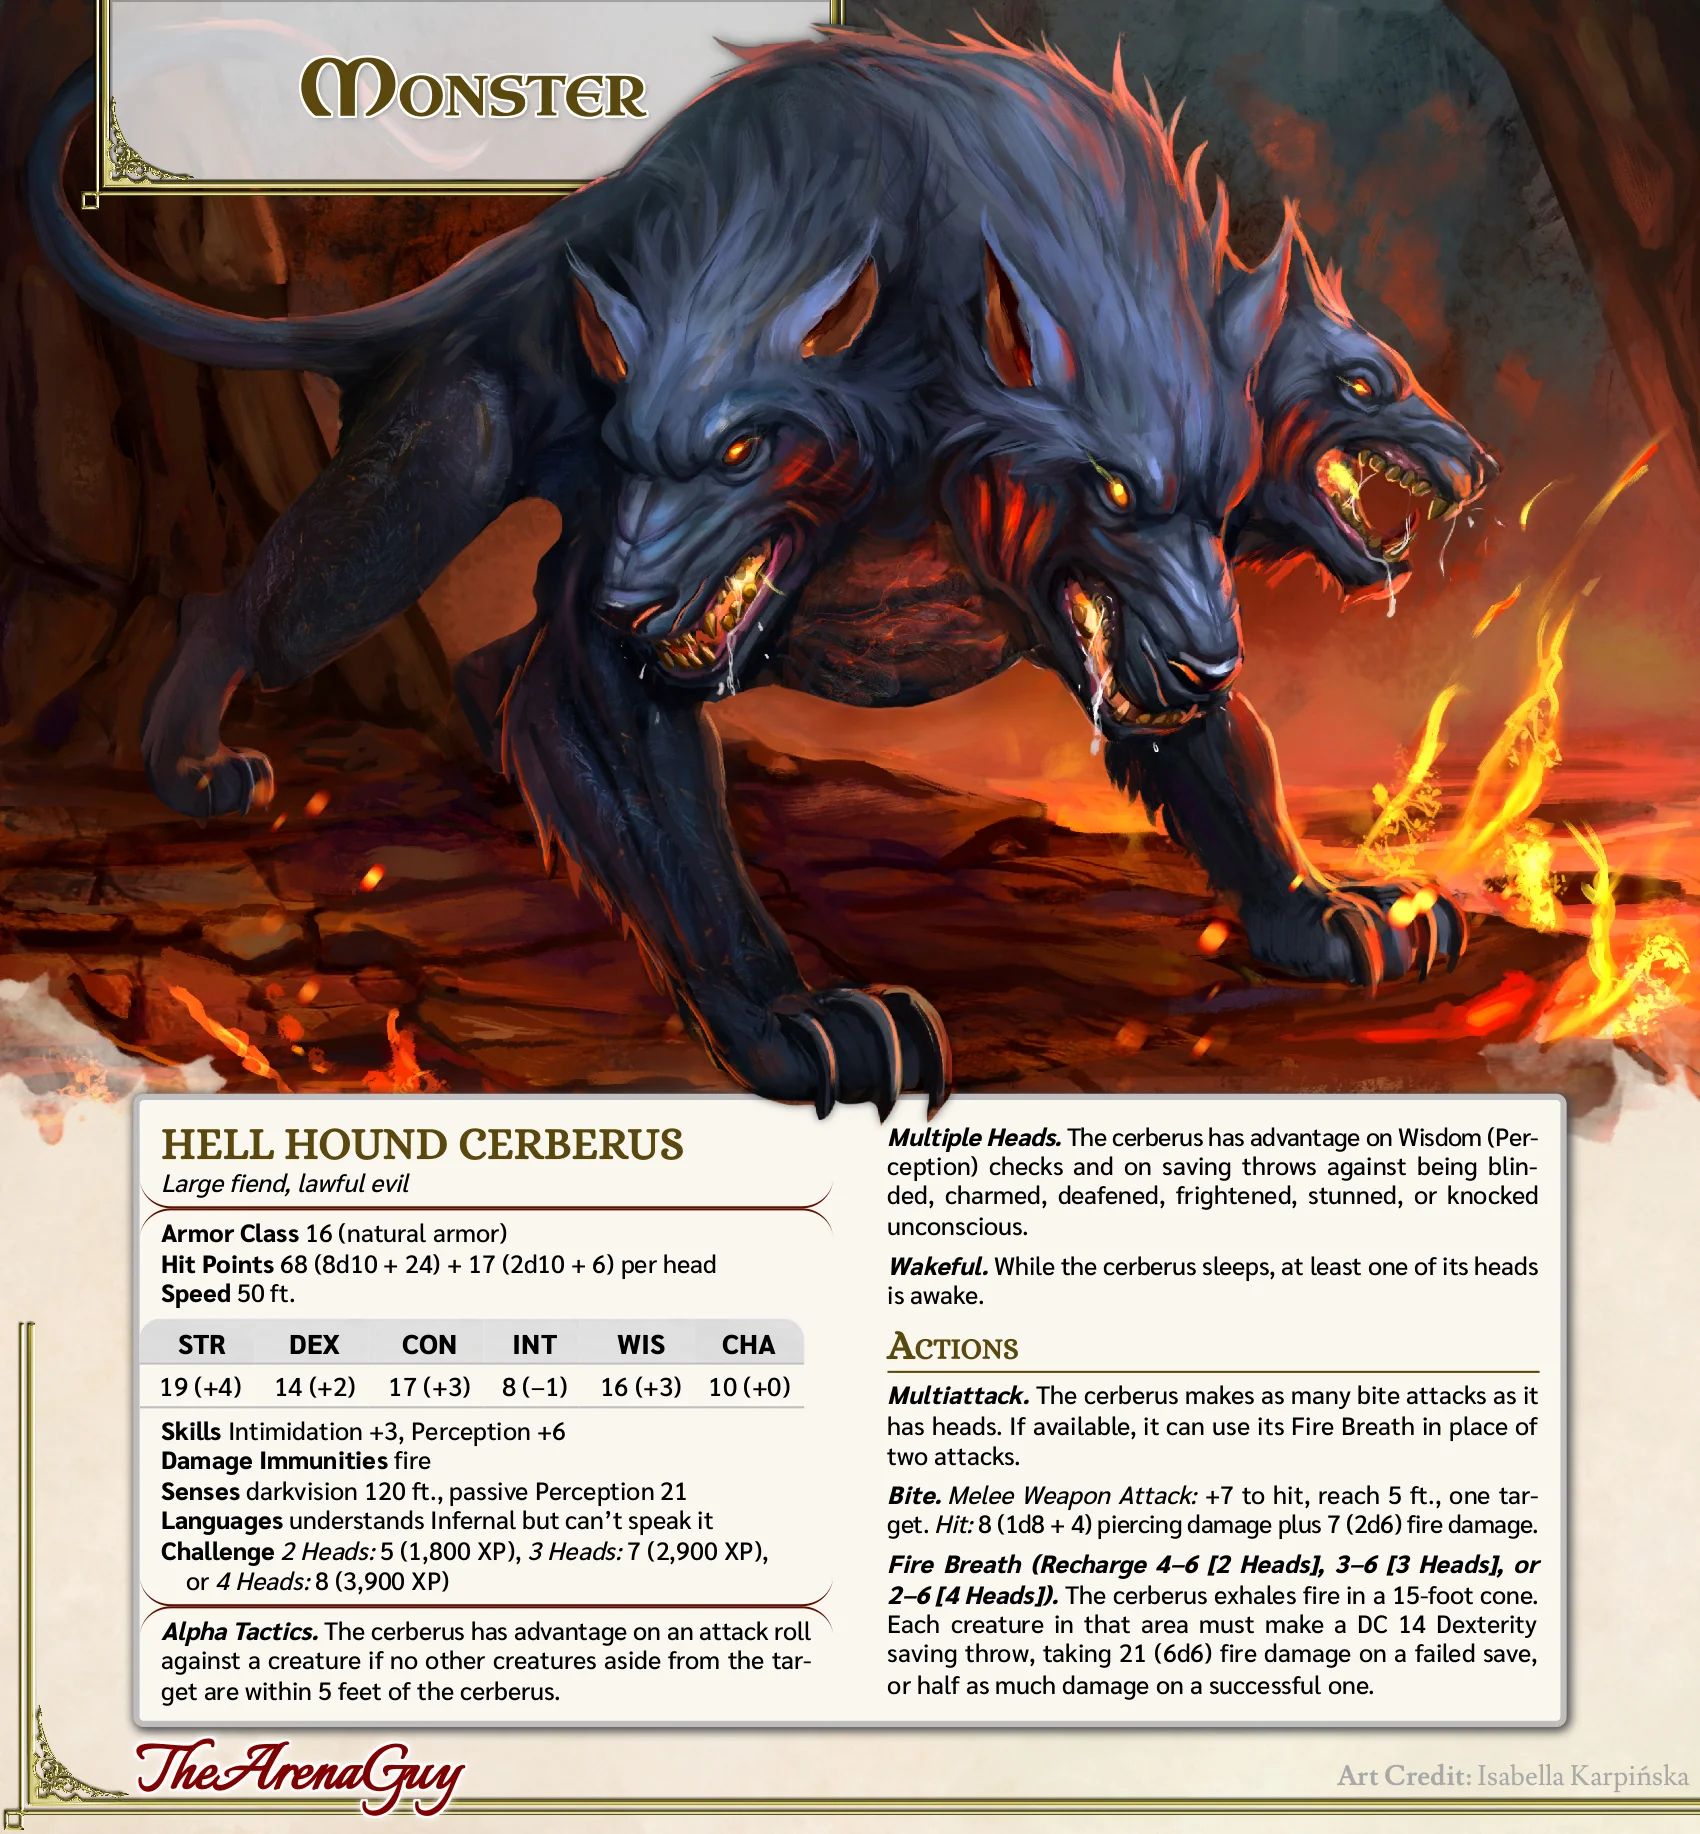 Monster
HELL HOUND CERBERUS
Large fiend, lawful evil
Armor Class 16 (natural armor)
Hit Points 68 (8d10 + 24) + 17 (2d10 + 6) per head
Speed 50 ft.
STR DEX CON INT WIS CHA
19 (+4) 14 (+2) 17 (+3) 8 (−1) 16 (+3) 10 (+0)
Skills Intimidation +3, Perception +6
Damage Immunities fire
Senses darkvision 120 ft., passive Perception 21
Languages understands Infernal but can’t speak it
Challenge 2 Heads: 5 (1,800 XP), 3 Heads: 7 (2,900 XP),
or 4 Heads: 8 (3,900 XP)
Alpha Tactics. The cerberus has advantage on an attack roll
against a creature if no other creatures aside from the tar-
get are within 5 feet of the cerberus.
Multiple Heads. The cerberus has advantage on Wisdom (Per-
ception) checks and on saving throws against being blin-
ded, charmed, deafened, frightened, stunned, or knocked
unconscious.
Wakeful. While the cerberus sleeps, at least one of its heads
is awake.
Actions
Multiattack. The cerberus makes as many bite attacks as it
has heads. If available, it can use its Fire Breath in place of
two attacks.
Bite. Melee Weapon Attack: +7 to hit, reach 5 ft., one tar-
get. Hit: 8 (1d8 + 4) piercing damage plus 7 (2d6) fire damage.
Fire Breath (Recharge 4–6 [2 Heads], 3–6 [3 Heads], or
2–6 [4 Heads]). The cerberus exhales fire in a 15-foot cone.
Each creature in that area must make a DC 14 Dexterity
saving throw, taking 21 (6d6) fire damage on a failed save,
or half as much damage on a successful one.
TheArenaGuy
Art Credit: Isabella Karpińska